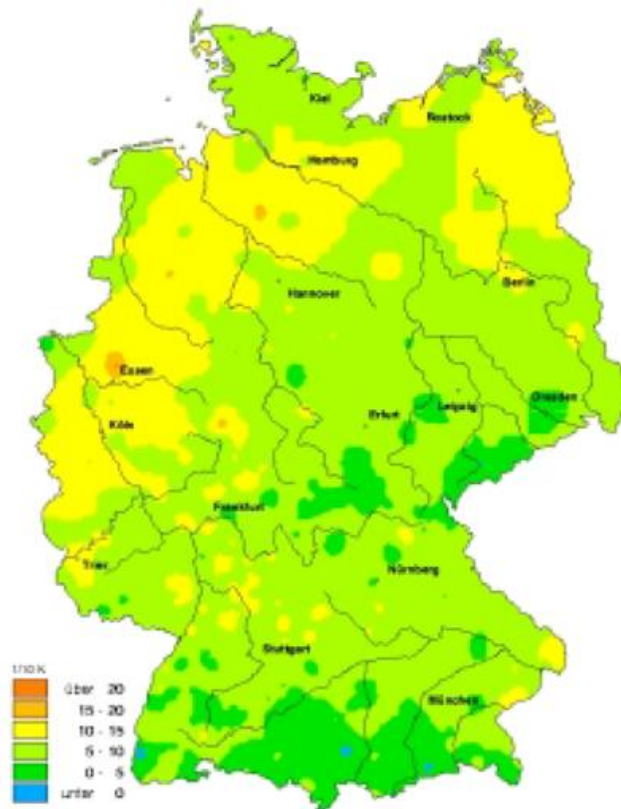 Kiel
Rostock
Hamburg
Berlin
Hannover
Essen
Dresden
Leipzig
Erfurt
Köln
Frankfurt
Trier
Nürnberg
Stuttgart
München
1/10 K
über 20
15 - 20
10 - 15
5 - 10
0 - 5
unter 0